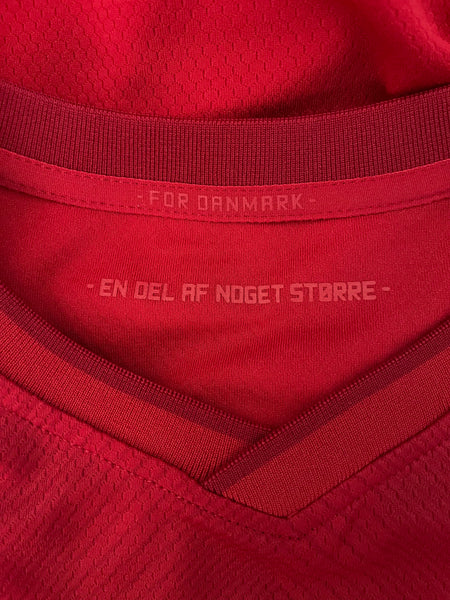 - FOR DANMARK -
- EN DEL AF NOGET STØRRE -